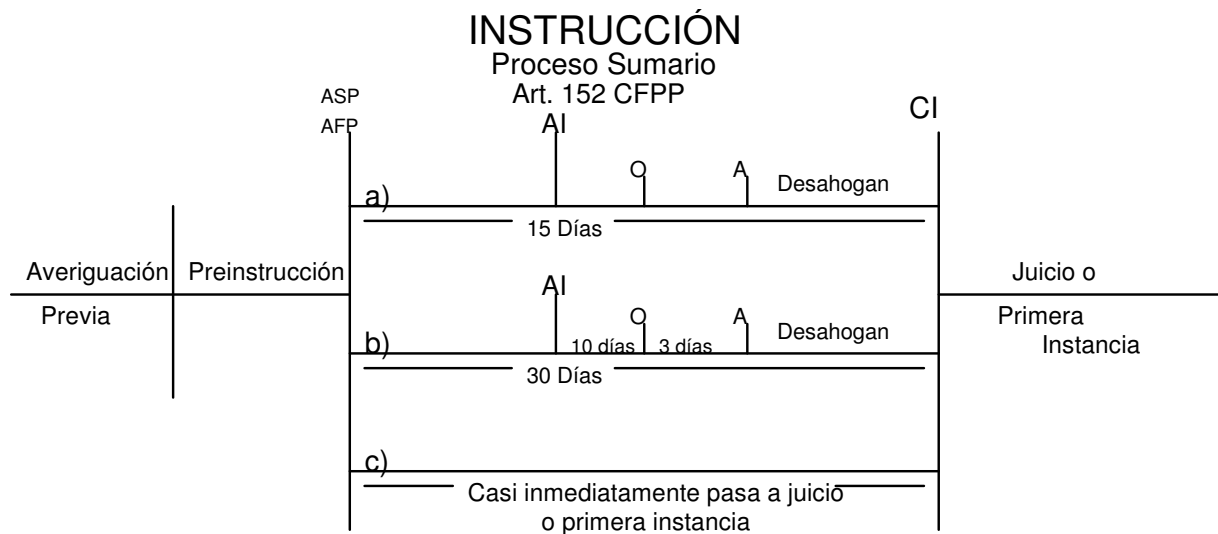 INSTRUCCIÓN
Proceso Sumario
Art. 152 CFPP
ASP
AFP
AI
CI
O
A
Desahogan
a)
15 Días
Averiguación
Preinstrucción
Juicio o
Previa
Primera
Instancia
AI
O
A
Desahogan
b)
10 días
3 días
30 Días
c)
Casi inmediatamente pasa a juicio
o primera instancia